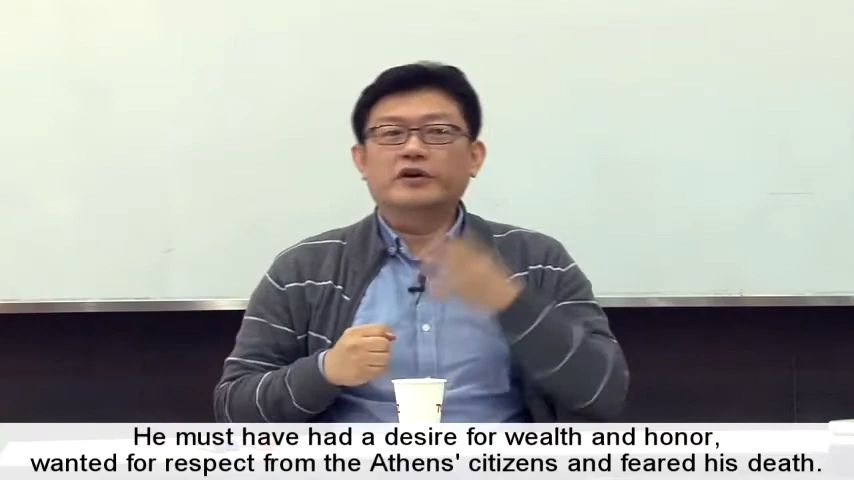 He must have had a desire for wealth and honor,
wanted for respect from the Athens' citizens and feared his death.